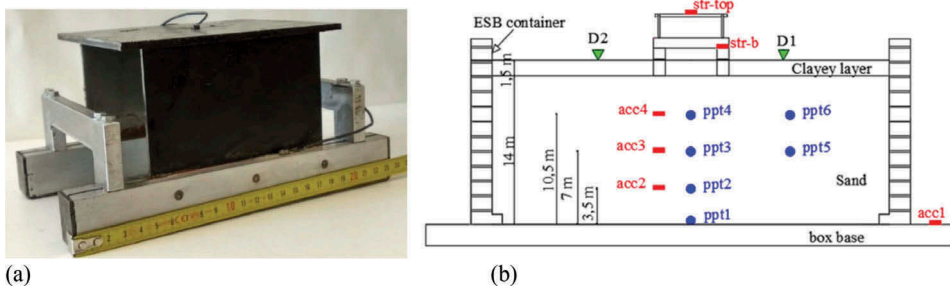 ESB container
str-top
D2
str-b
D1
1,5 m
Clayey layer
acc4
ppt4
ppt6
14 m
10,5 m
acc3
ppt3
ppt5
7 m
acc2
ppt2
Sand
3,5 m
ppt1
acc1
box base
(a)
(b)